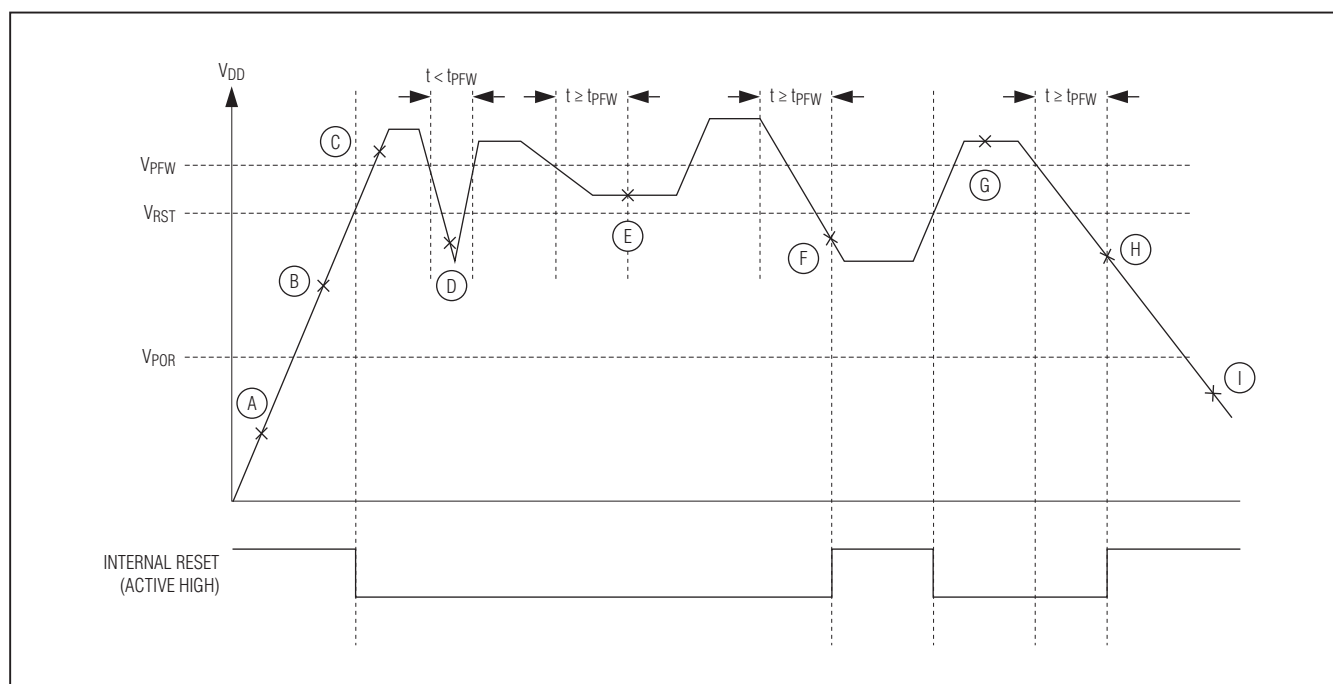 VDD
t < tPFW
t ≥ tPFW
t ≥ tPFW
t ≥ tPFW
C
VPFW
G
VRST
E
F
H
B
D
VPOR
I
A
INTERNAL RESET
(ACTIVE HIGH)